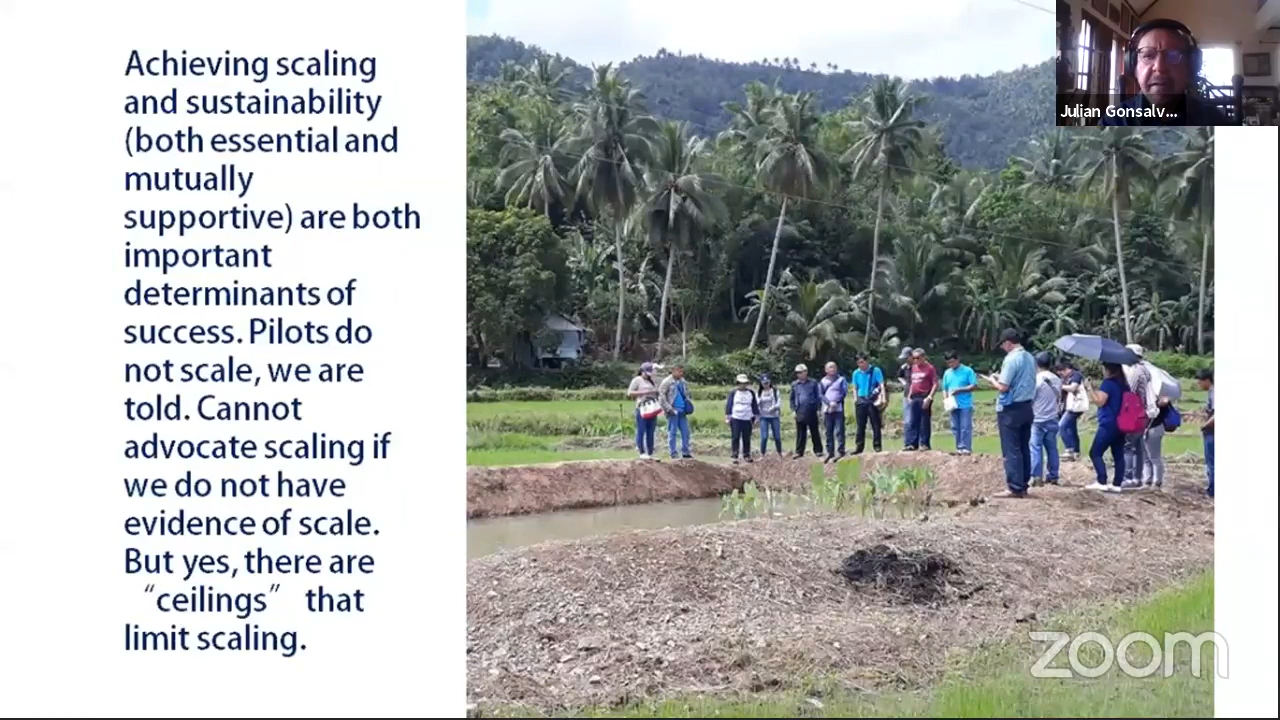 Achieving scaling
and sustainability
(both essential and
mutually
supportive) are both
important
determinants of
success. Pilots do
not scale, we are
told. Cannot
advocate scaling if
we do not have
evidence of scale.
But yes, there are
“ceilings” that
limit scaling.
Julian Gonsalv...
zoom